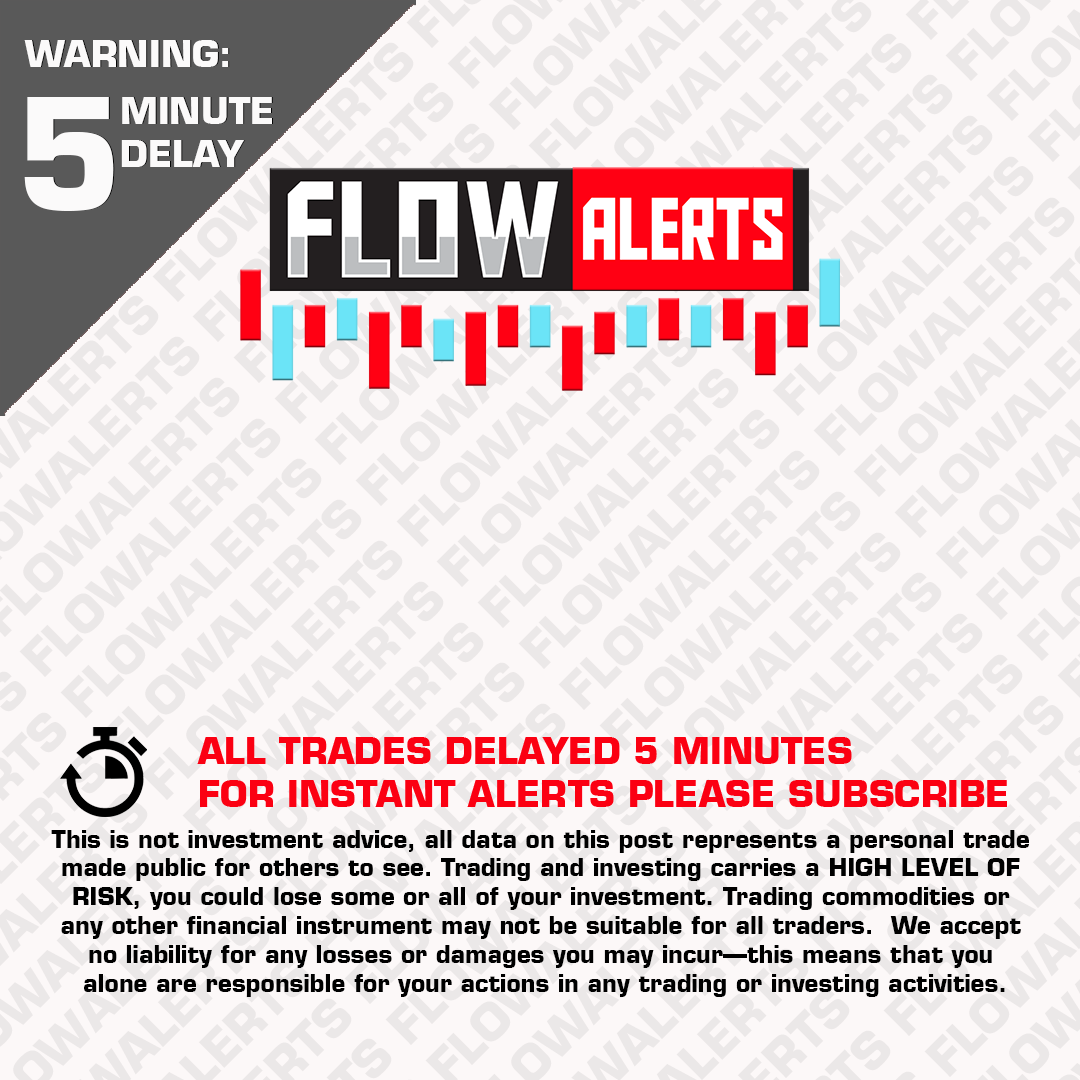 WARNING:
5 MINUTE
DELAY
FLOW ALERTS
ALL TRADES DELAYED 5 MINUTES
FOR INSTANT ALERTS PLEASE SUBSCRIBE
This is not investment advice, all data on this post represents a personal trade
made public for others to see. Trading and investing carries a HIGH LEVEL OF
RISK, you could lose some or all of your investment. Trading commodities or
any other financial instrument may not be suitable for all traders.  We accept
no liability for any losses or damages you may incur—this means that you
alone are responsible for your actions in any trading or investing activities.